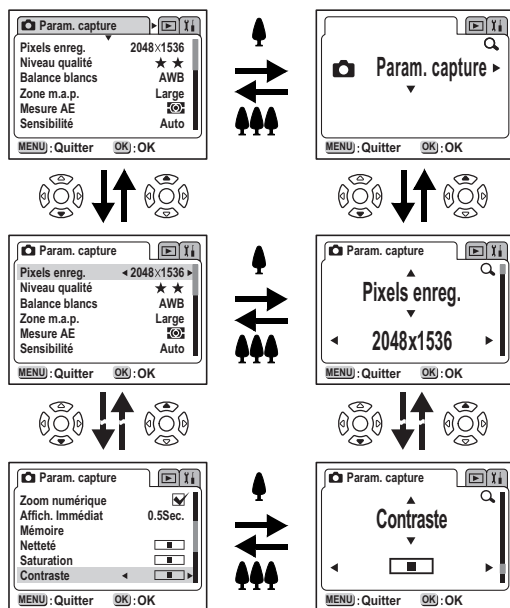 Param. capture
Pixels enreg. 2048X1536
Niveau qualité ★ ★
Balance blancs AWB
Zone m.a.p. Large
Mesure AE
Sensibilité Auto
MENU : Quitter OK : OK
Param. capture
MENU : Quitter OK : OK
Param. capture
Pixels enreg. 2048X1536
Niveau qualité ★ ★
Balance blancs AWB
Zone m.a.p. Large
Mesure AE
Sensibilité Auto
MENU : Quitter OK : OK
Param. capture
Pixels enreg.
2048x1536
MENU : Quitter OK : OK
Param. capture
Zoom numérique
Affich. Immédiat 0.5Sec.
Mémoire
Netteté
Saturation
Contraste
MENU : Quitter OK : OK
Param. capture
Contraste
MENU : Quitter OK : OK